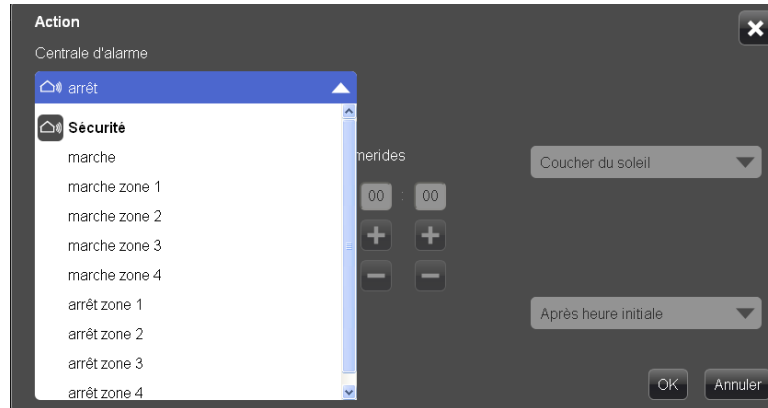 Action
Centrale d'alarme
arrêt
Sécurité
marche
marche zone 1
marche zone 2
marche zone 3
marche zone 4
arrêt zone 1
arrêt zone 2
arrêt zone 3
arrêt zone 4
merides
00 : 00
Coucher du soleil
Après heure initiale
OK
Annuler